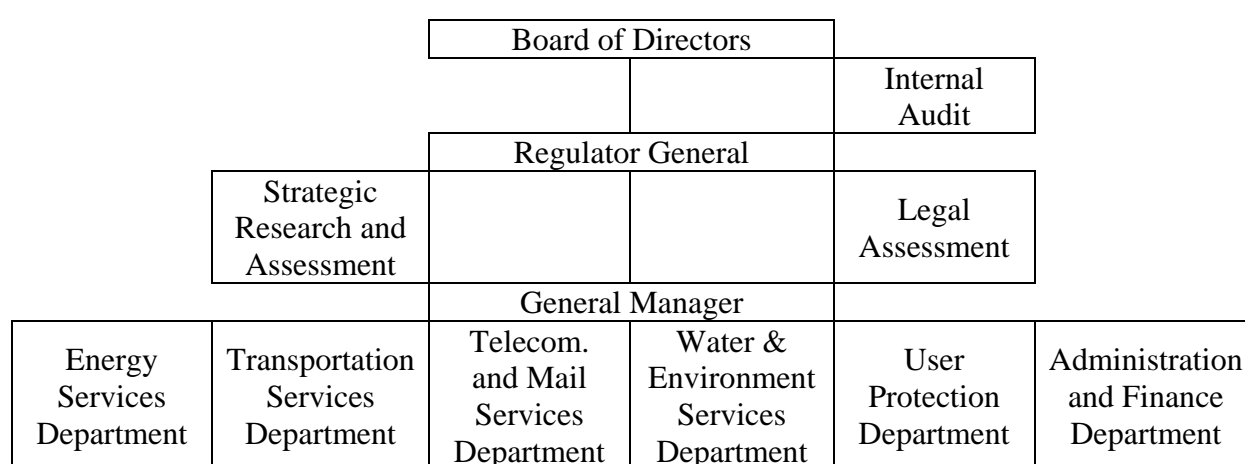 Board of Directors
Internal
Audit
Regulator General
Strategic
Research and
Assessment
Legal
Assessment
General Manager
Energy
Services
Department
Transportation
Services
Department
Telecom.
and Mail
Services
Department
Water &
Environment
Services
Department
User
Protection
Department
Administration
and Finance
Department